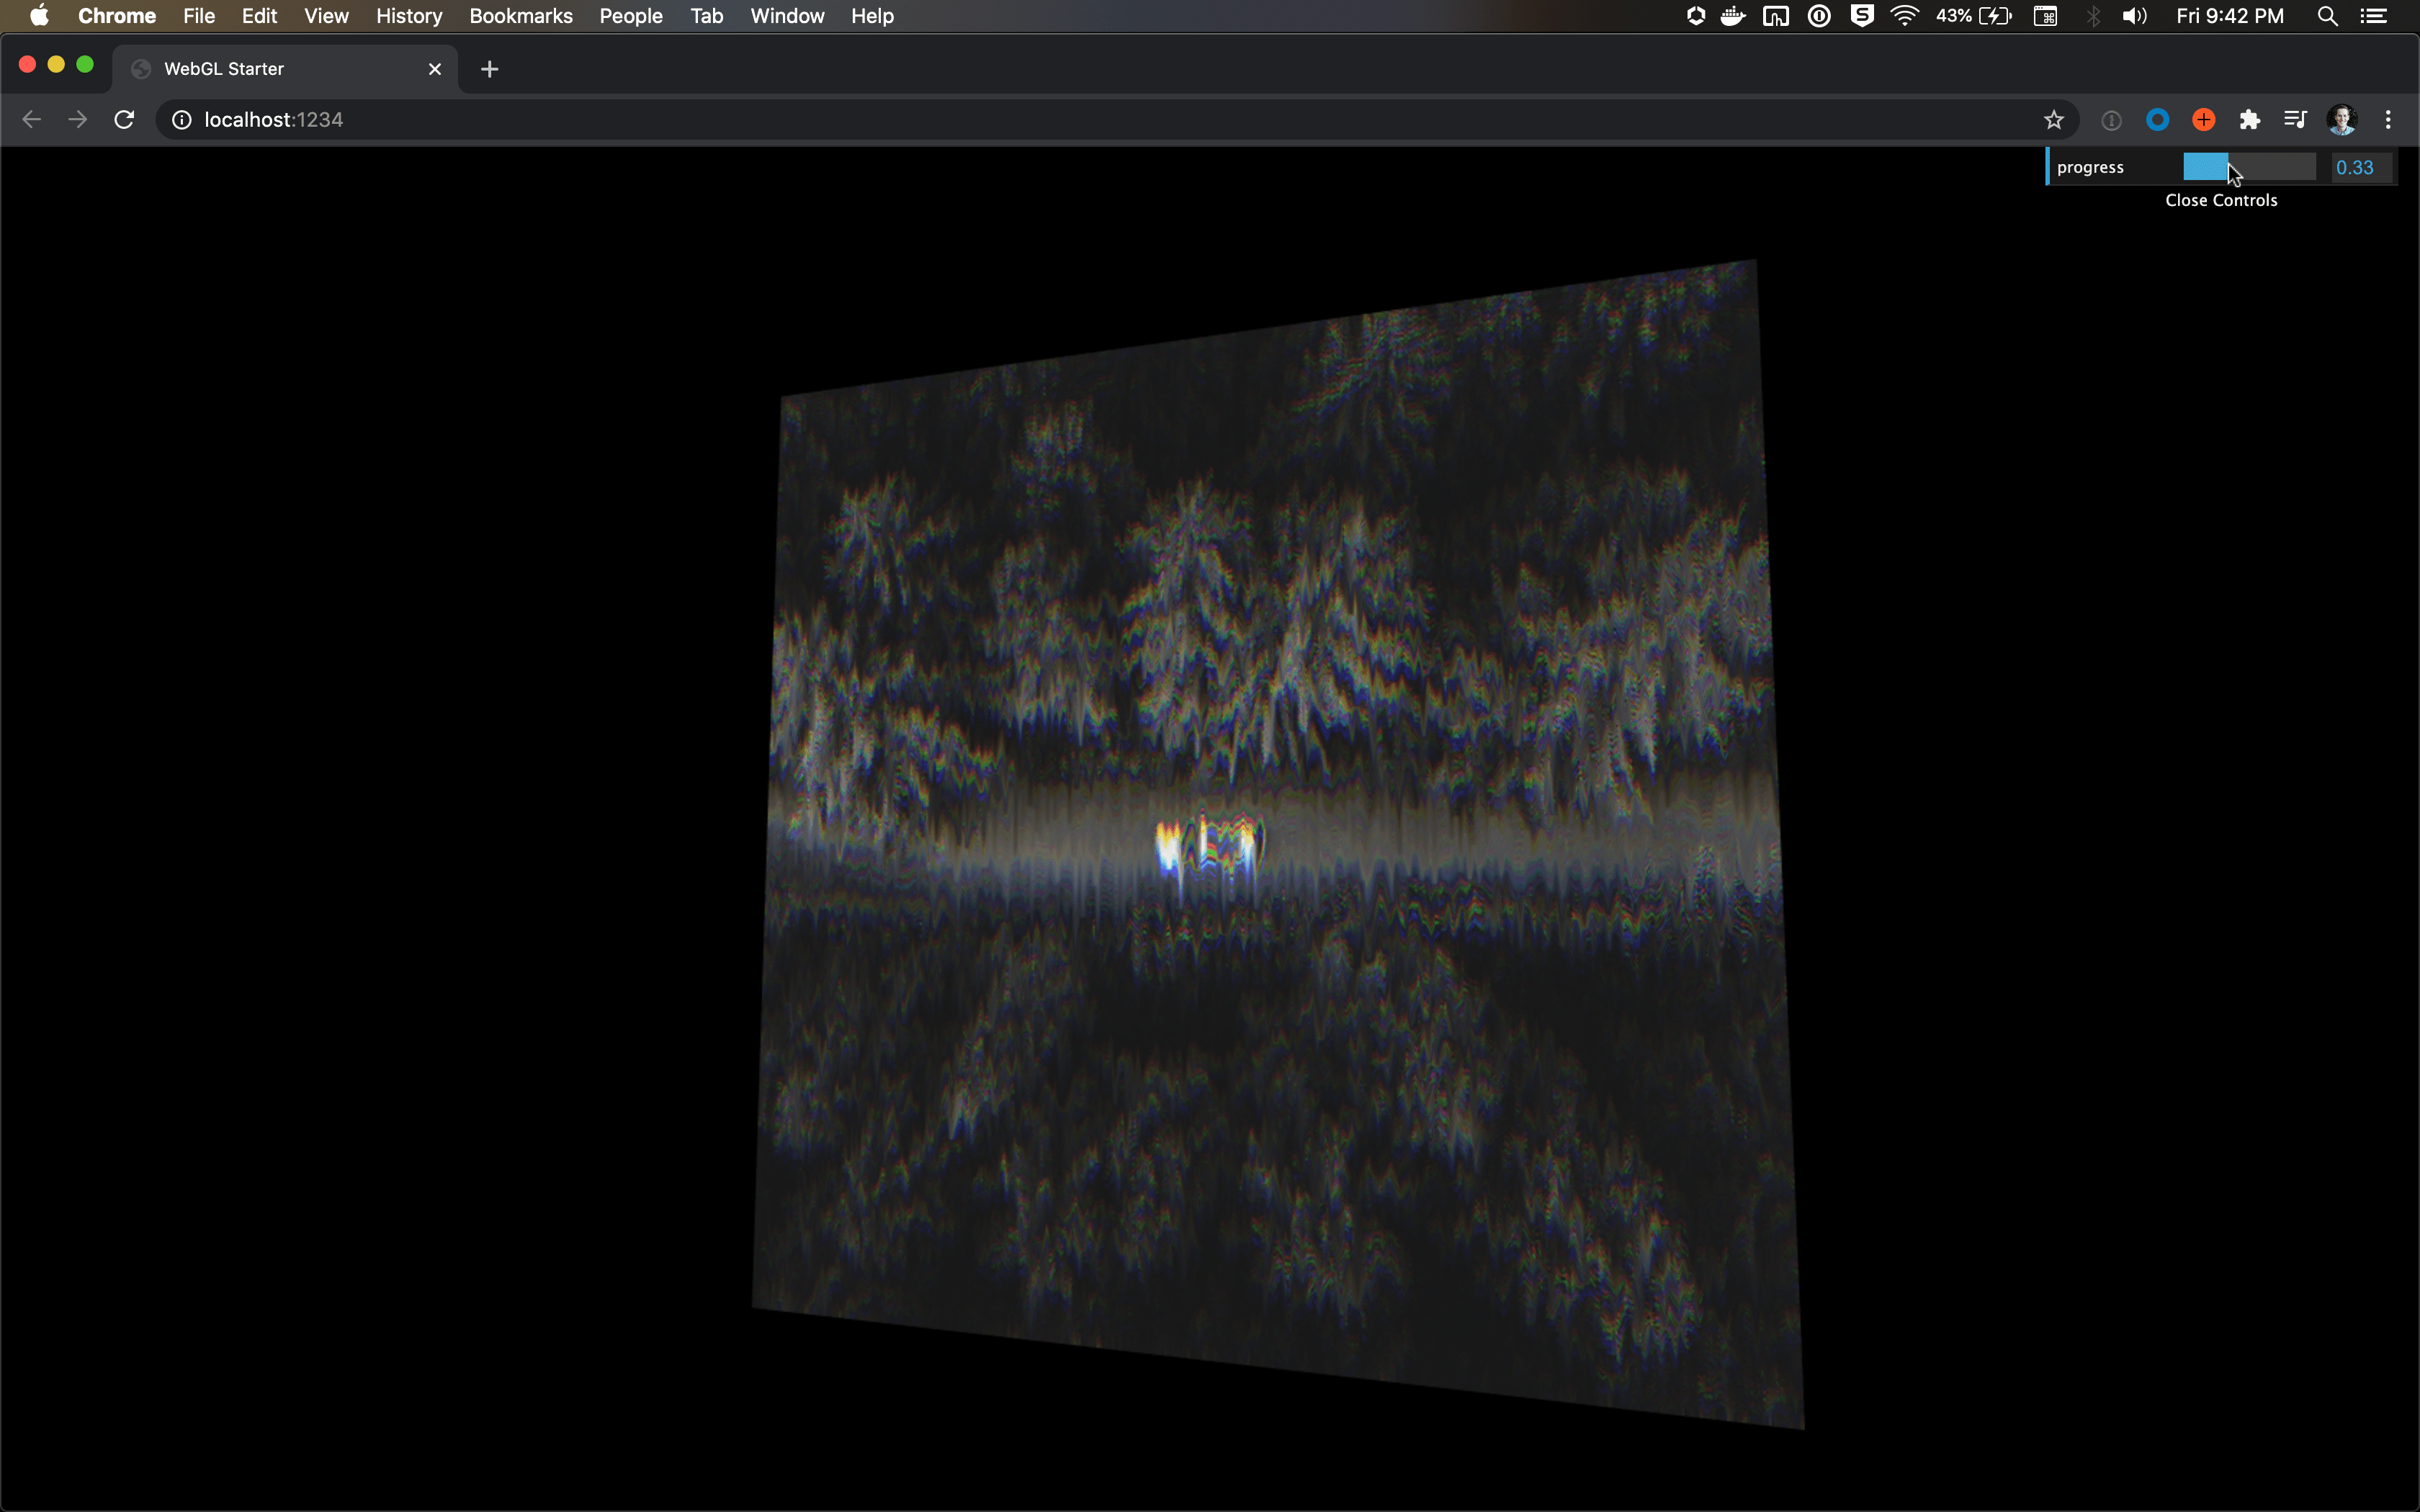 Chrome File Edit View History Bookmarks People Tab Window Help 43% Fri 9:42 PM
WebGL Starter
localhost:1234
progress 0.33
Close Controls